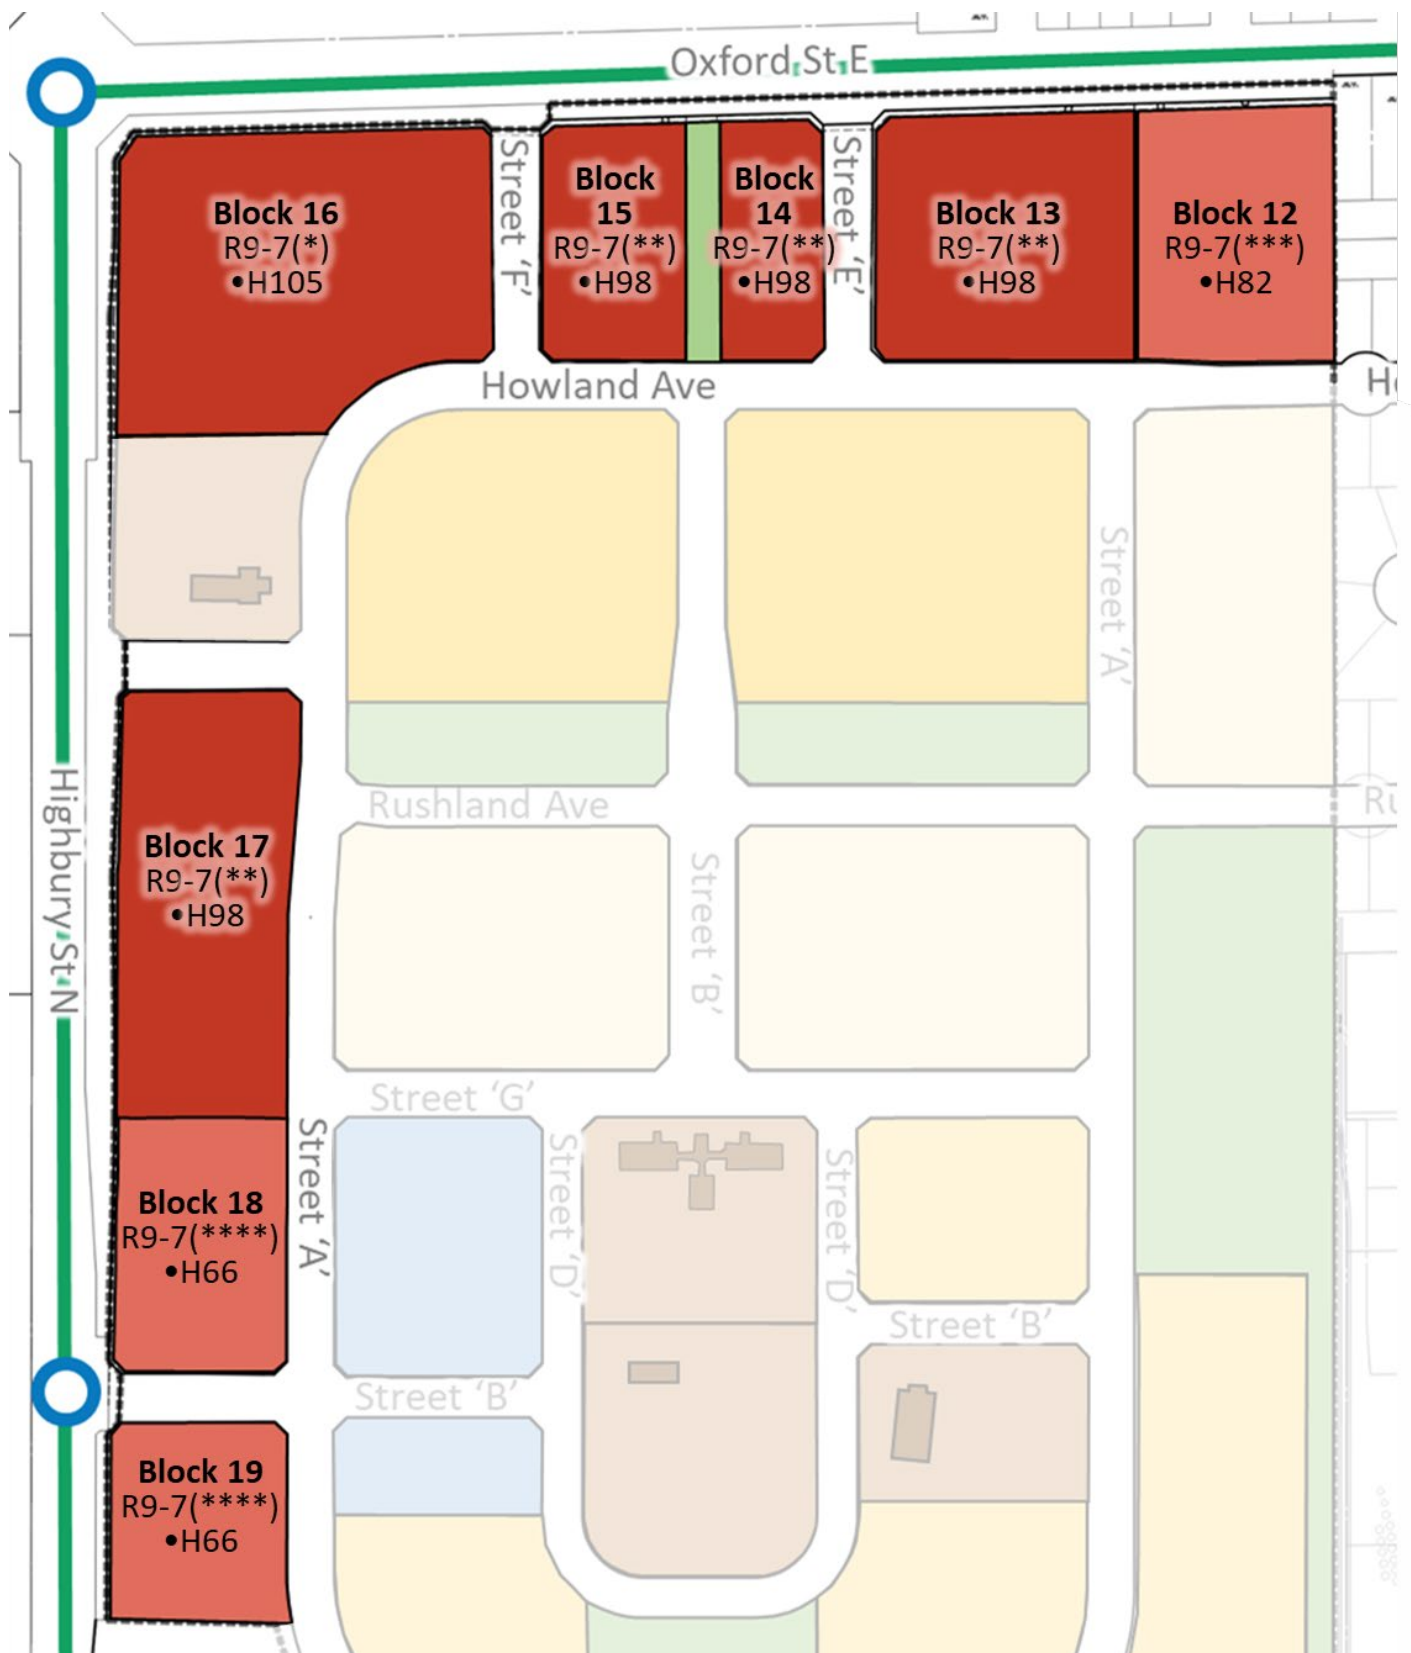 Oxford St E
Block 16
R9-7(*)
•H105
Street ‘F’
Block
15
R9-7(**)
•H98
Block
14
R9-7(**)
•H98
Street ‘E’
Block 13
R9-7(**)
•H98
Block 12
R9-7(***)
•H82
Howland Ave
Street ‘A’
Rushland Ave
Highbury St N
Block 17
R9-7(**)
•H98
Street ‘B’
Street ‘G’
Block 18
R9-7(****)
•H66
Street ‘A’
Street ‘D’
Street ‘D’
Street ‘B’
Street ‘B’
Block 19
R9-7(****)
•H66